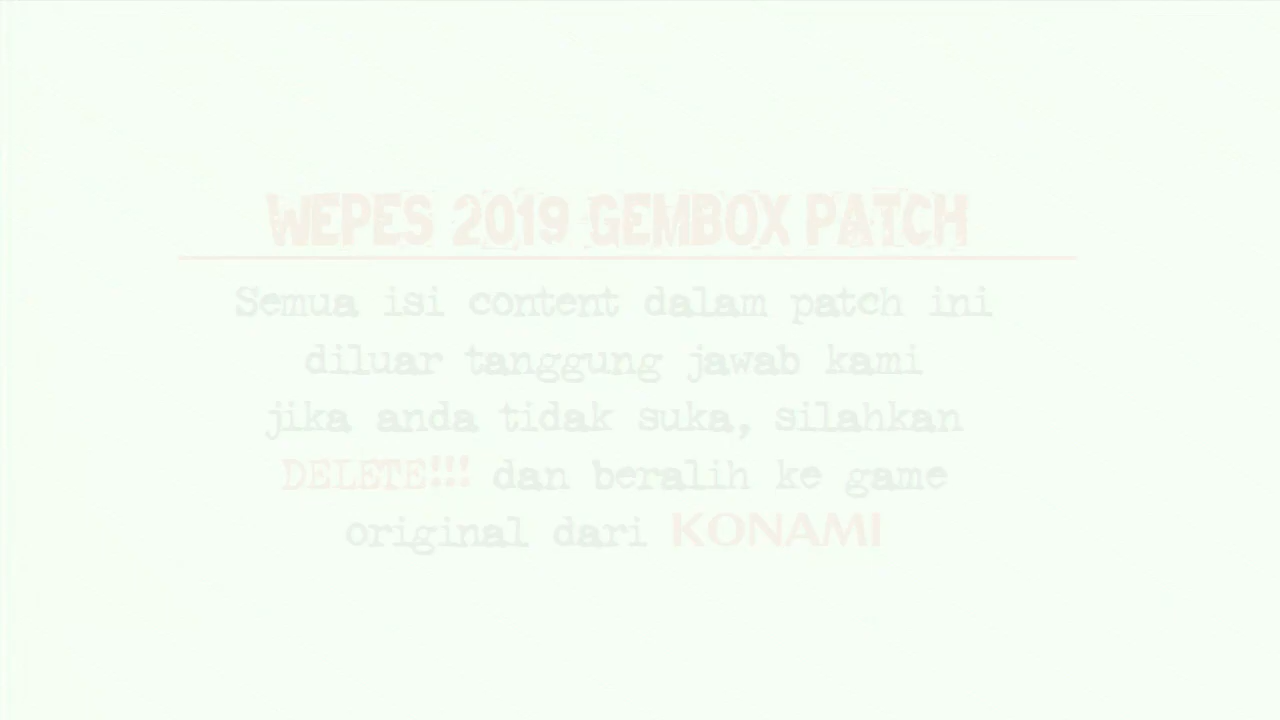 WEPES 2019 GEMBOX PATCH
Semua isi content dalam patch ini
diluar tanggung jawab kami
jika anda tidak suka, silahkan
DELETE!!! dan beralih ke game
original dari KONAMI